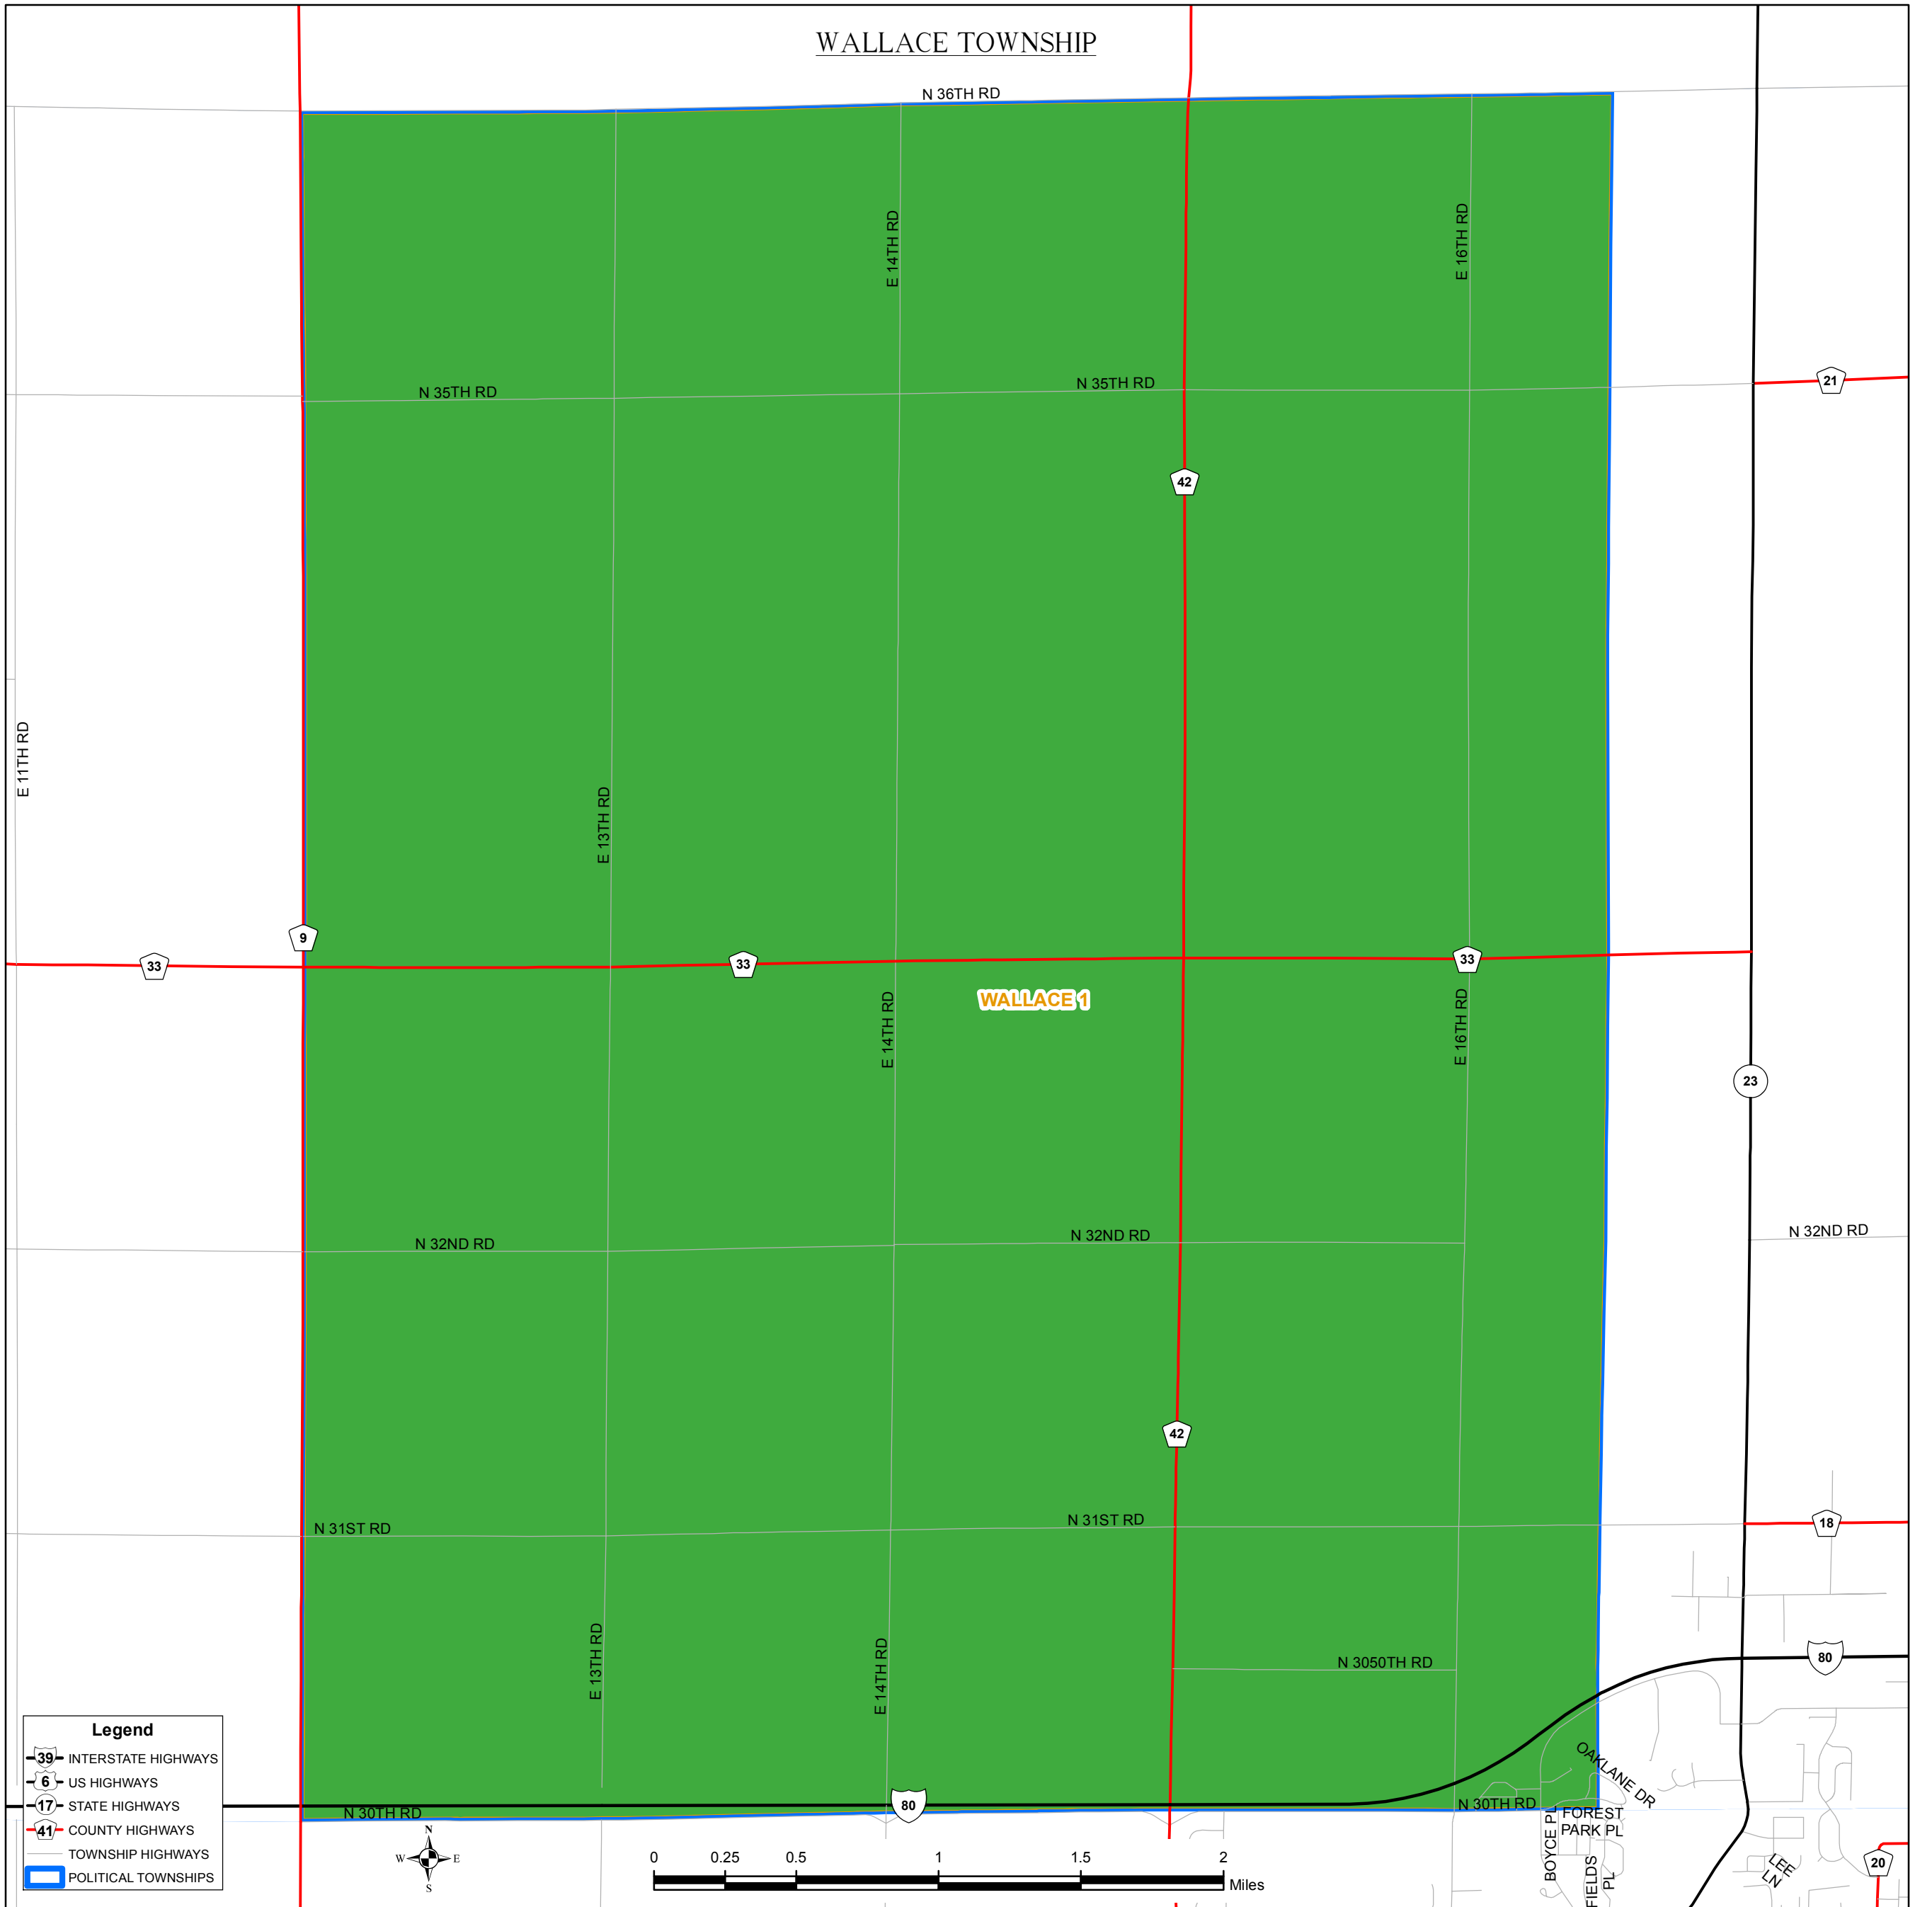 WALLACE TOWNSHIP
N 36TH RD
E 14TH RD
E 16TH RD
N 35TH RD
N 35TH RD
21
42
E 11TH RD
E 13TH RD
9
33
33
33
WALLACE 1
E 14TH RD
E 16TH RD
23
N 32ND RD
N 32ND RD
N 32ND RD
42
N 31ST RD
N 31ST RD
18
E 13TH RD
E 14TH RD
N 3050TH RD
80
OAKLANE DR
80
N 30TH RD
N 30TH RD
BOYCE PL
FOREST
PARK PL
FIELDS
PL
LEE
LN
20
Legend
39 INTERSTATE HIGHWAYS
6 US HIGHWAYS
17 STATE HIGHWAYS
41 COUNTY HIGHWAYS
TOWNSHIP HIGHWAYS
POLITICAL TOWNSHIPS
N
W E
S
0 0.25 0.5 1 1.5 2
Miles